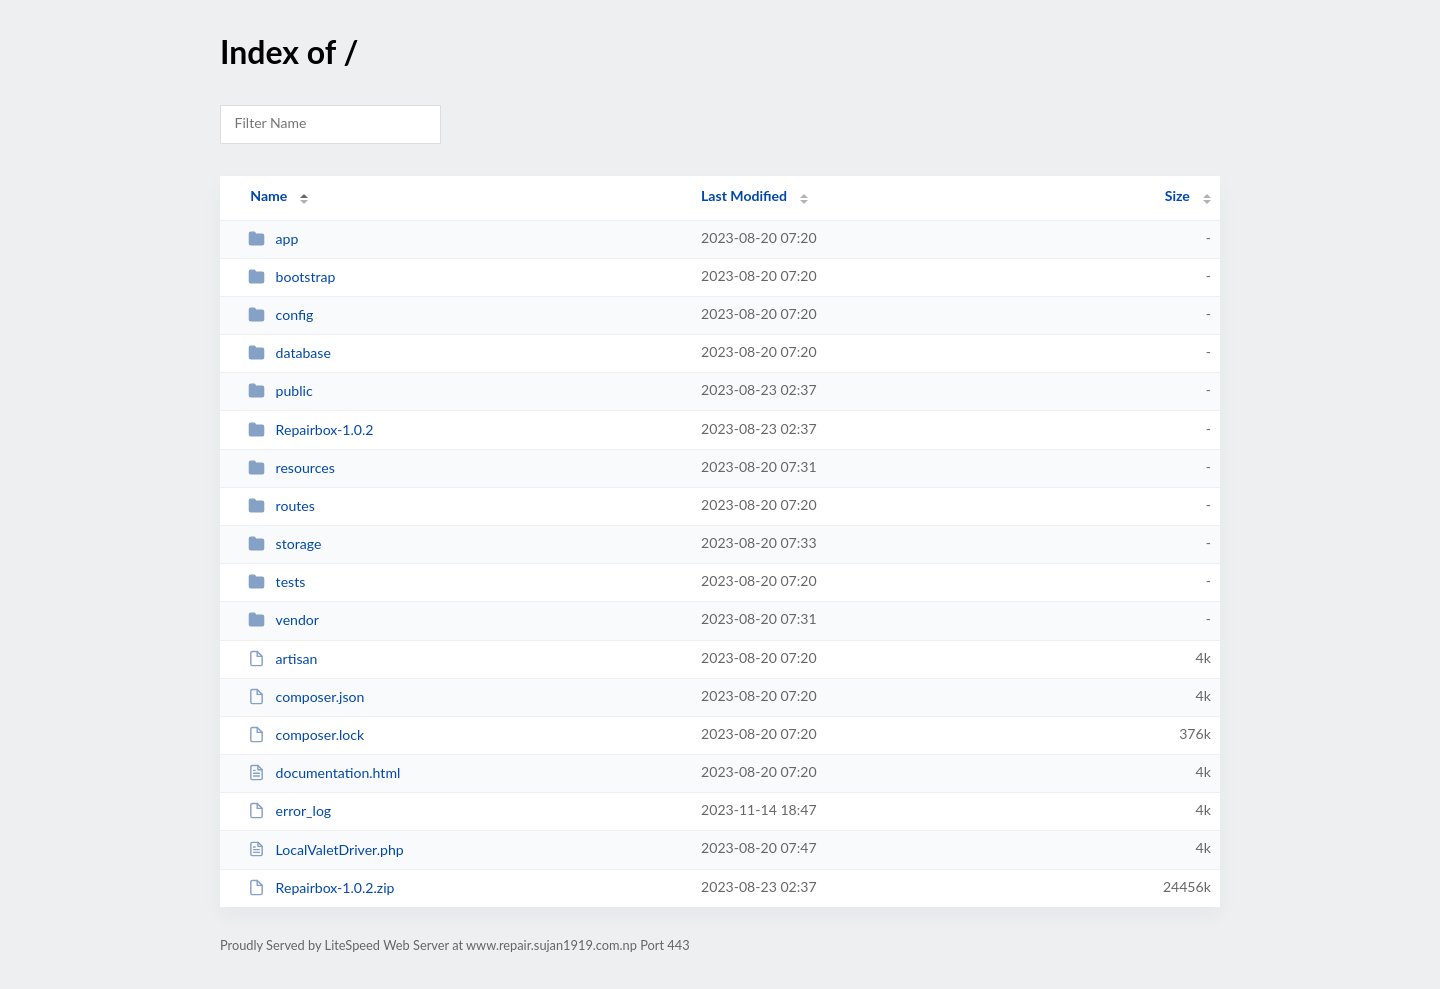 Index of /
Filter Name
Name Last Modified Size
app 2023-08-20 07:20 -
bootstrap 2023-08-20 07:20 -
config 2023-08-20 07:20 -
database 2023-08-20 07:20 -
public 2023-08-23 02:37 -
Repairbox-1.0.2 2023-08-23 02:37 -
resources 2023-08-20 07:31 -
routes 2023-08-20 07:20 -
storage 2023-08-20 07:33 -
tests 2023-08-20 07:20 -
vendor 2023-08-20 07:31 -
artisan 2023-08-20 07:20 4k
composer.json 2023-08-20 07:20 4k
composer.lock 2023-08-20 07:20 376k
documentation.html 2023-08-20 07:20 4k
error_log 2023-11-14 18:47 4k
LocalValetDriver.php 2023-08-20 07:47 4k
Repairbox-1.0.2.zip 2023-08-23 02:37 24456k
Proudly Served by LiteSpeed Web Server at www.repair.sujan1919.com.np Port 443